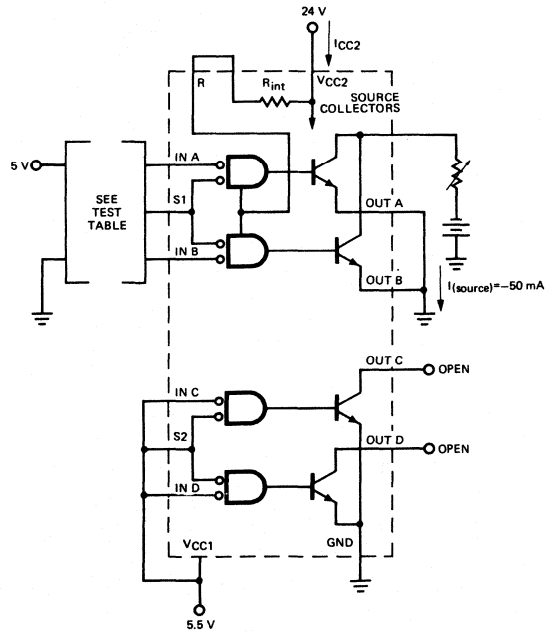 24 V
ICC2
R
Rint
VCC2
SOURCE
COLLECTORS
5 V
IN A
SEE
TEST
TABLE
S1
OUT A
IN B
OUT B
I(source)=−50 mA
OUT C
OPEN
IN C
S2
OUT D
OPEN
IN D
VCC1
GND
5.5 V